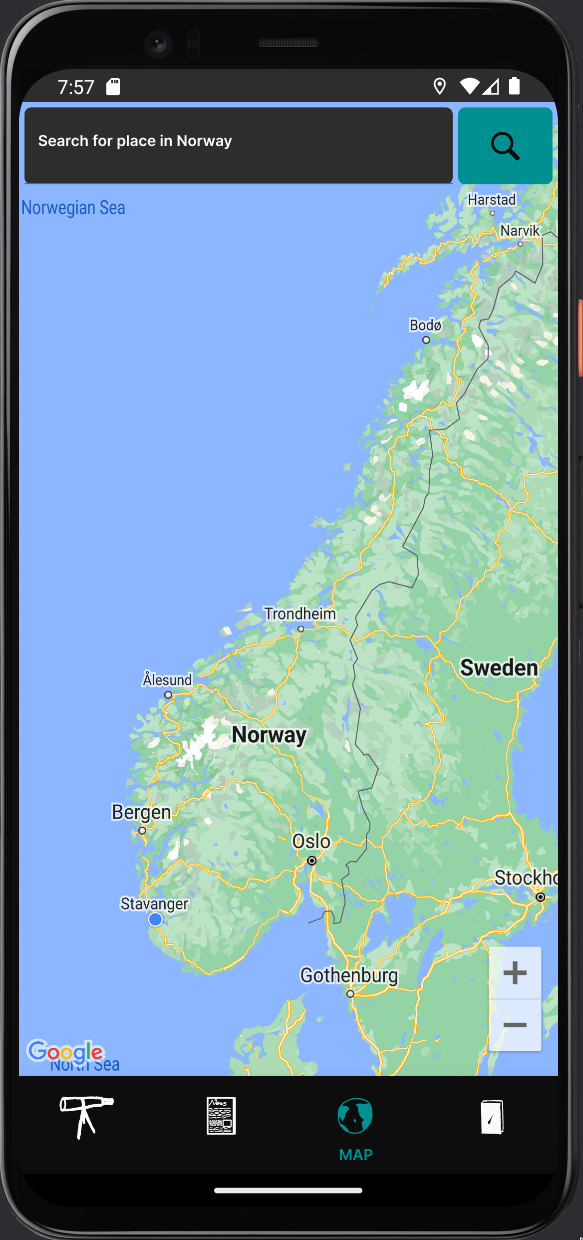 7:57
Search for place in Norway
Norwegian Sea
Harstad
Narvik
Bodø
Trondheim
Sweden
Ålesund
Norway
Bergen
Oslo
Stockho
Stavanger
Gothenburg
+
−
Google
North Sea
News
MAP